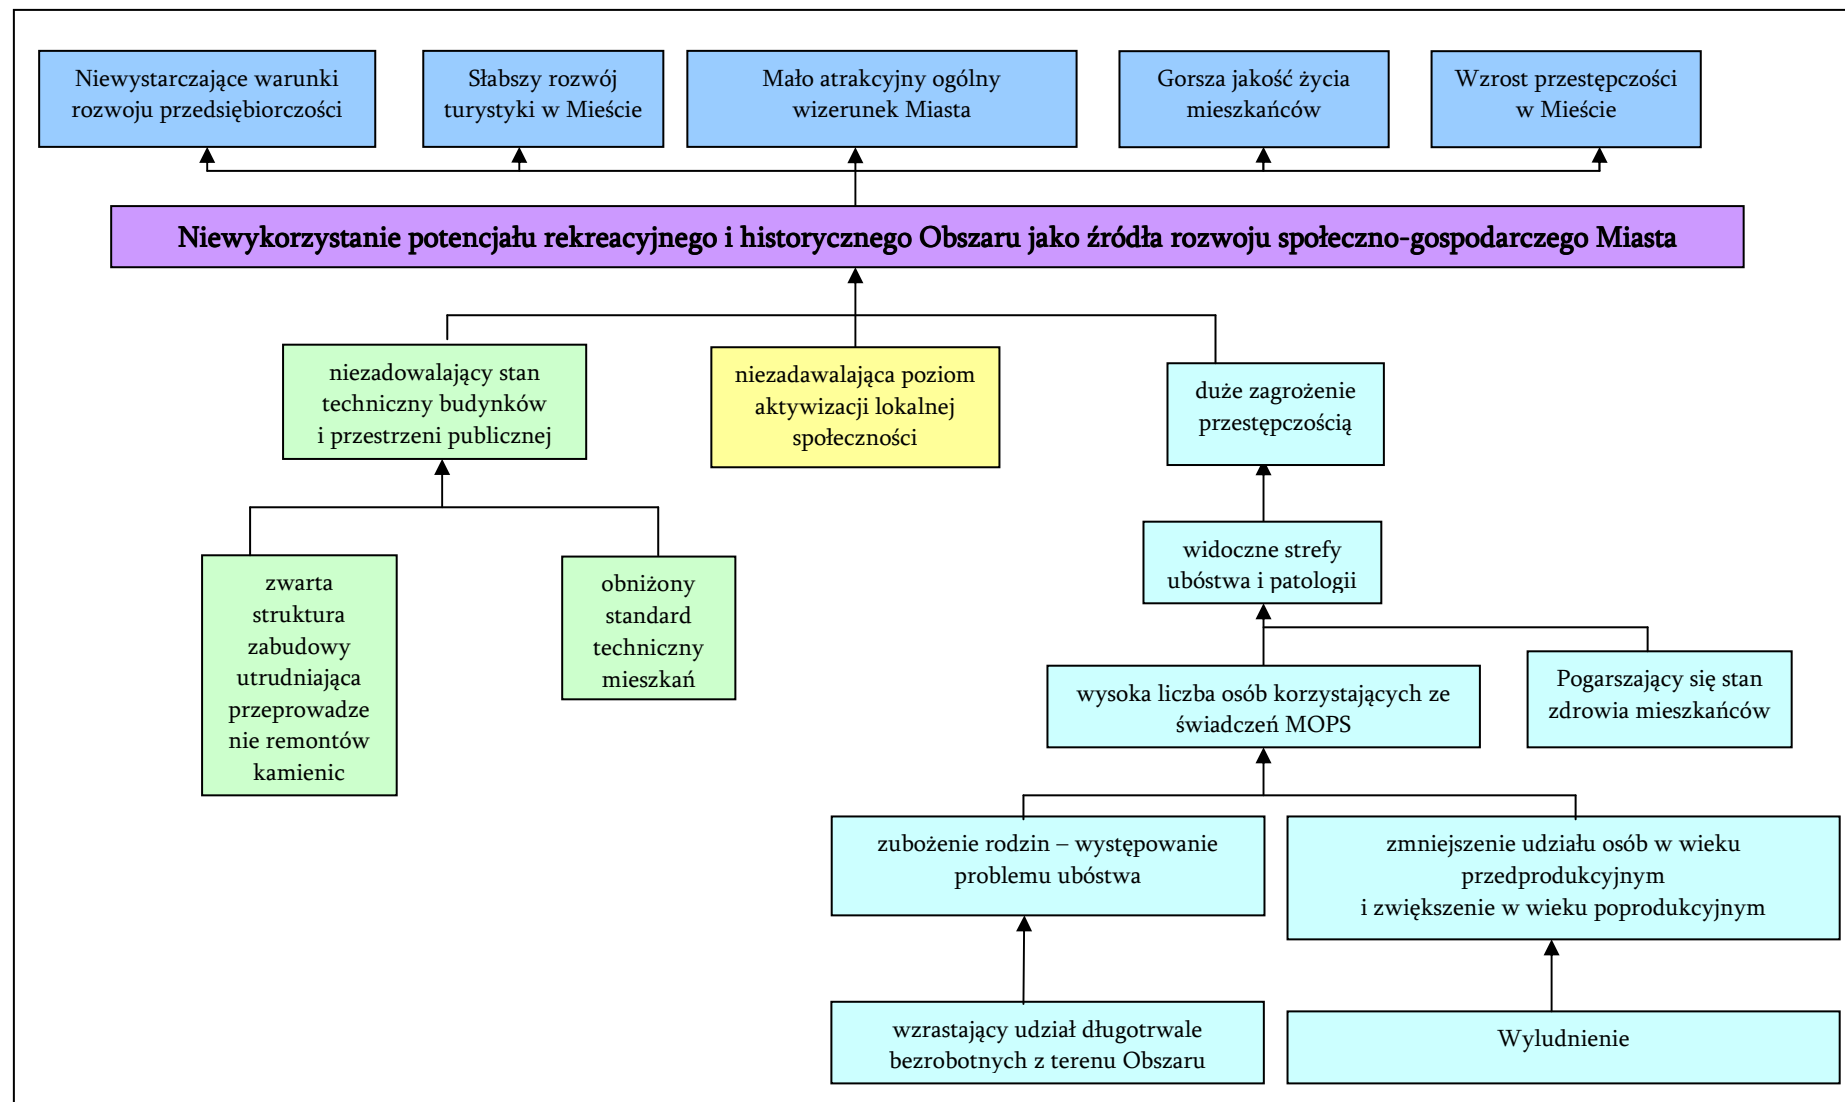 Niewystarczające warunki
rozwoju przedsiębiorczości
Słabszy rozwój
turystyki w Mieście
Mało atrakcyjny ogólny
wizerunek Miasta
Gorsza jakość życia
mieszkańców
Wzrost przestępczości
w Mieście
Niewykorzystanie potencjału rekreacyjnego i historycznego Obszaru jako źródła rozwoju społeczno-gospodarczego Miasta
niezadowalający stan
techniczny budynków
i przestrzeni publicznej
niezadawalająca poziom
aktywizacji lokalnej
społeczności
duże zagrożenie
przestępczością
zwarta
struktura
zabudowy
utrudniająca
przeprowadze
nie remontów
kamienic
obniżony
standard
techniczny
mieszkań
widoczne strefy
ubóstwa i patologii
wysoka liczba osób korzystających ze
świadczeń MOPS
Pogarszający się stan
zdrowia mieszkańców
zubożenie rodzin – występowanie
problemu ubóstwa
zmniejszenie udziału osób w wieku
przedprodukcyjnym
i zwiększenie w wieku poprodukcyjnym
wzrastający udział długotrwale
bezrobotnych z terenu Obszaru
Wyludnienie